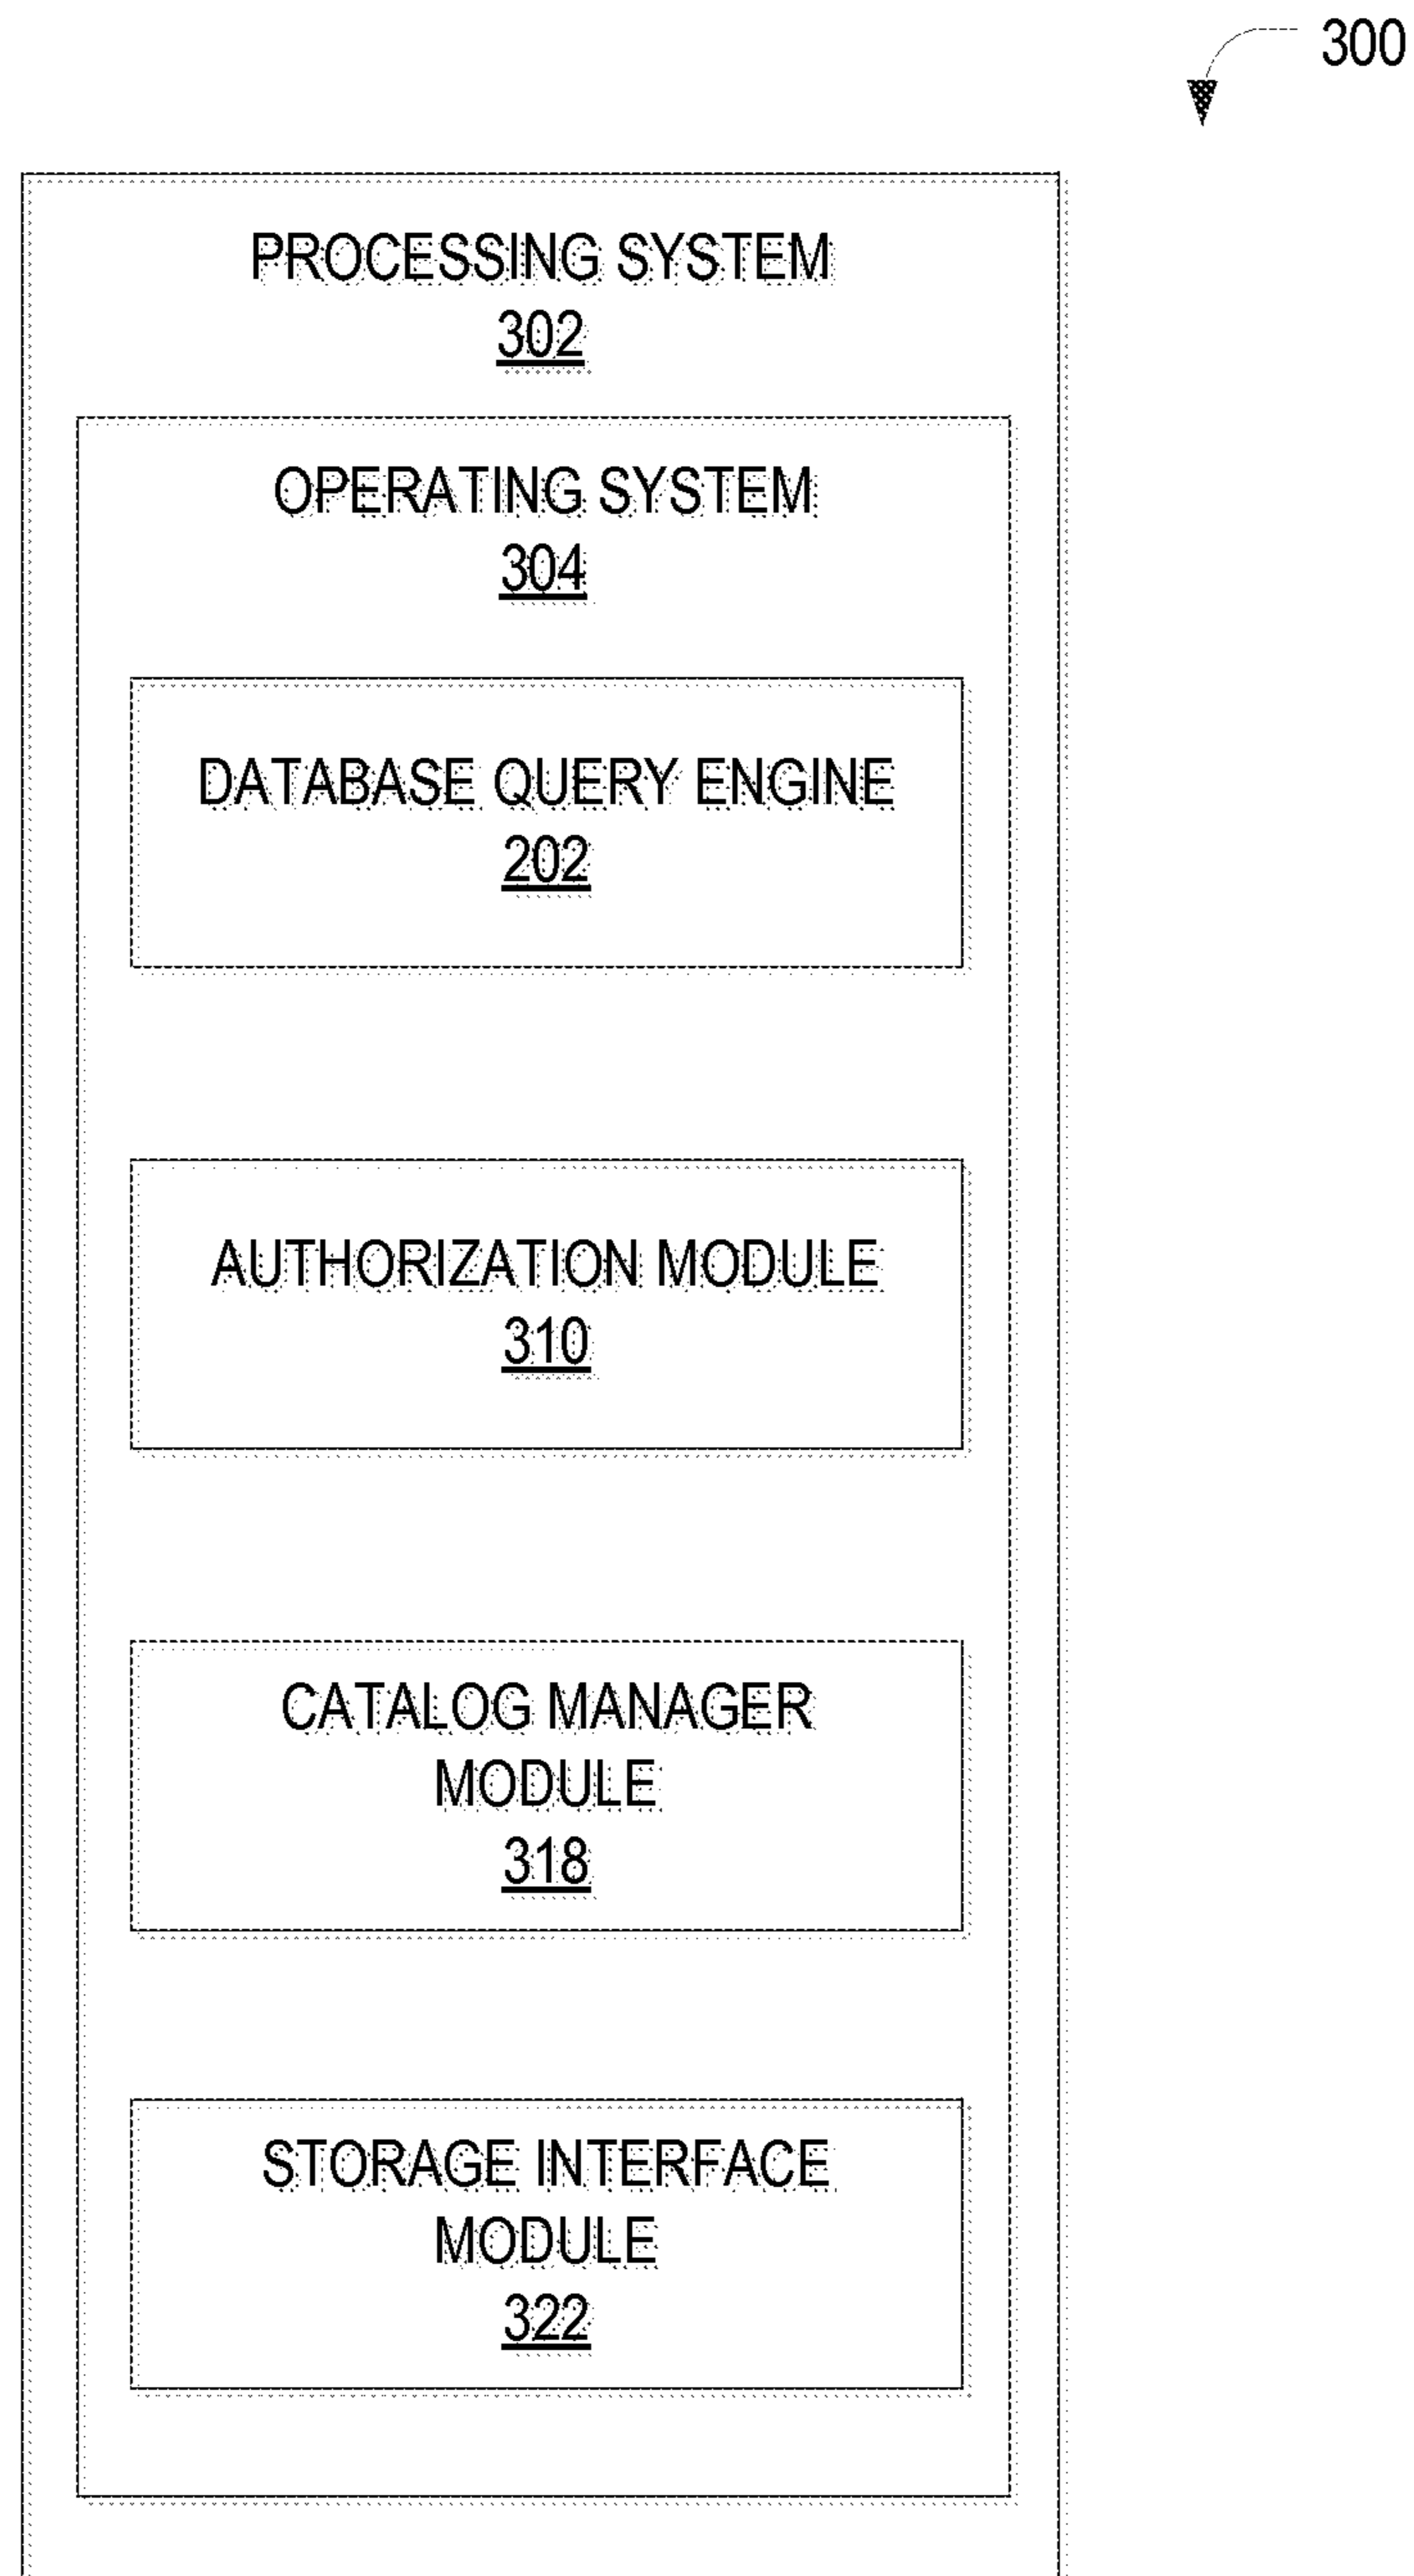 300
PROCESSING SYSTEM
302
OPERATING SYSTEM
304
DATABASE QUERY ENGINE
202
AUTHORIZATION MODULE
310
CATALOG MANAGER
MODULE
318
STORAGE INTERFACE
MODULE
322